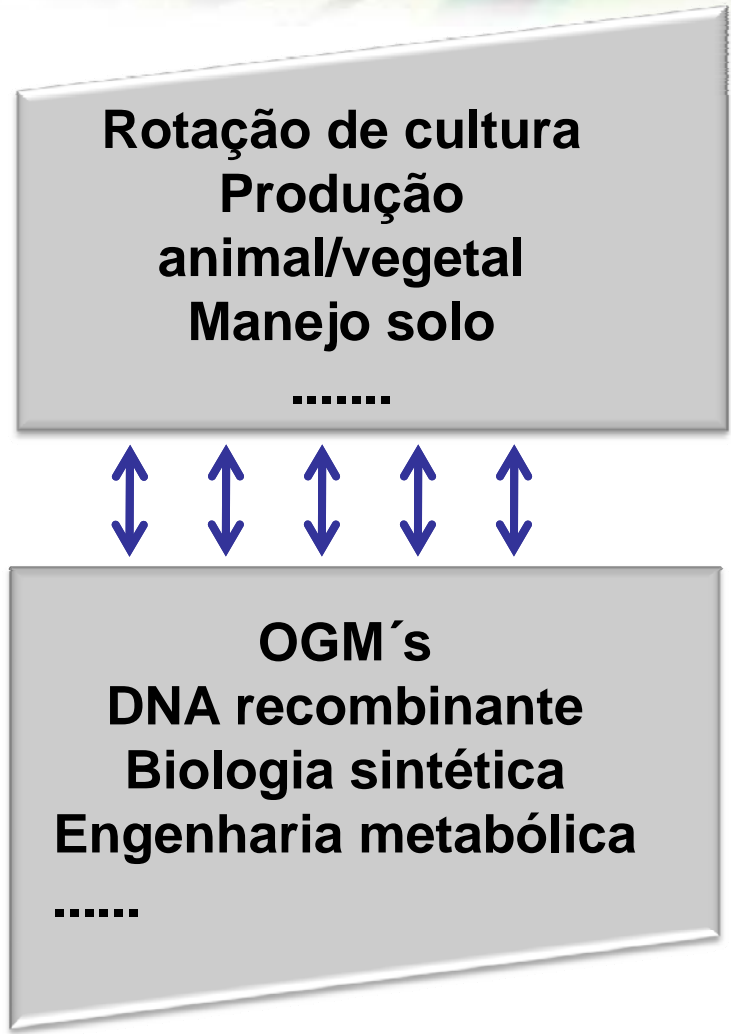 Rotação de cultura
Produção
animal/vegetal
Manejo solo
.......
OGM´s
DNA recombinante
Biologia sintética
Engenharia metabólica
......